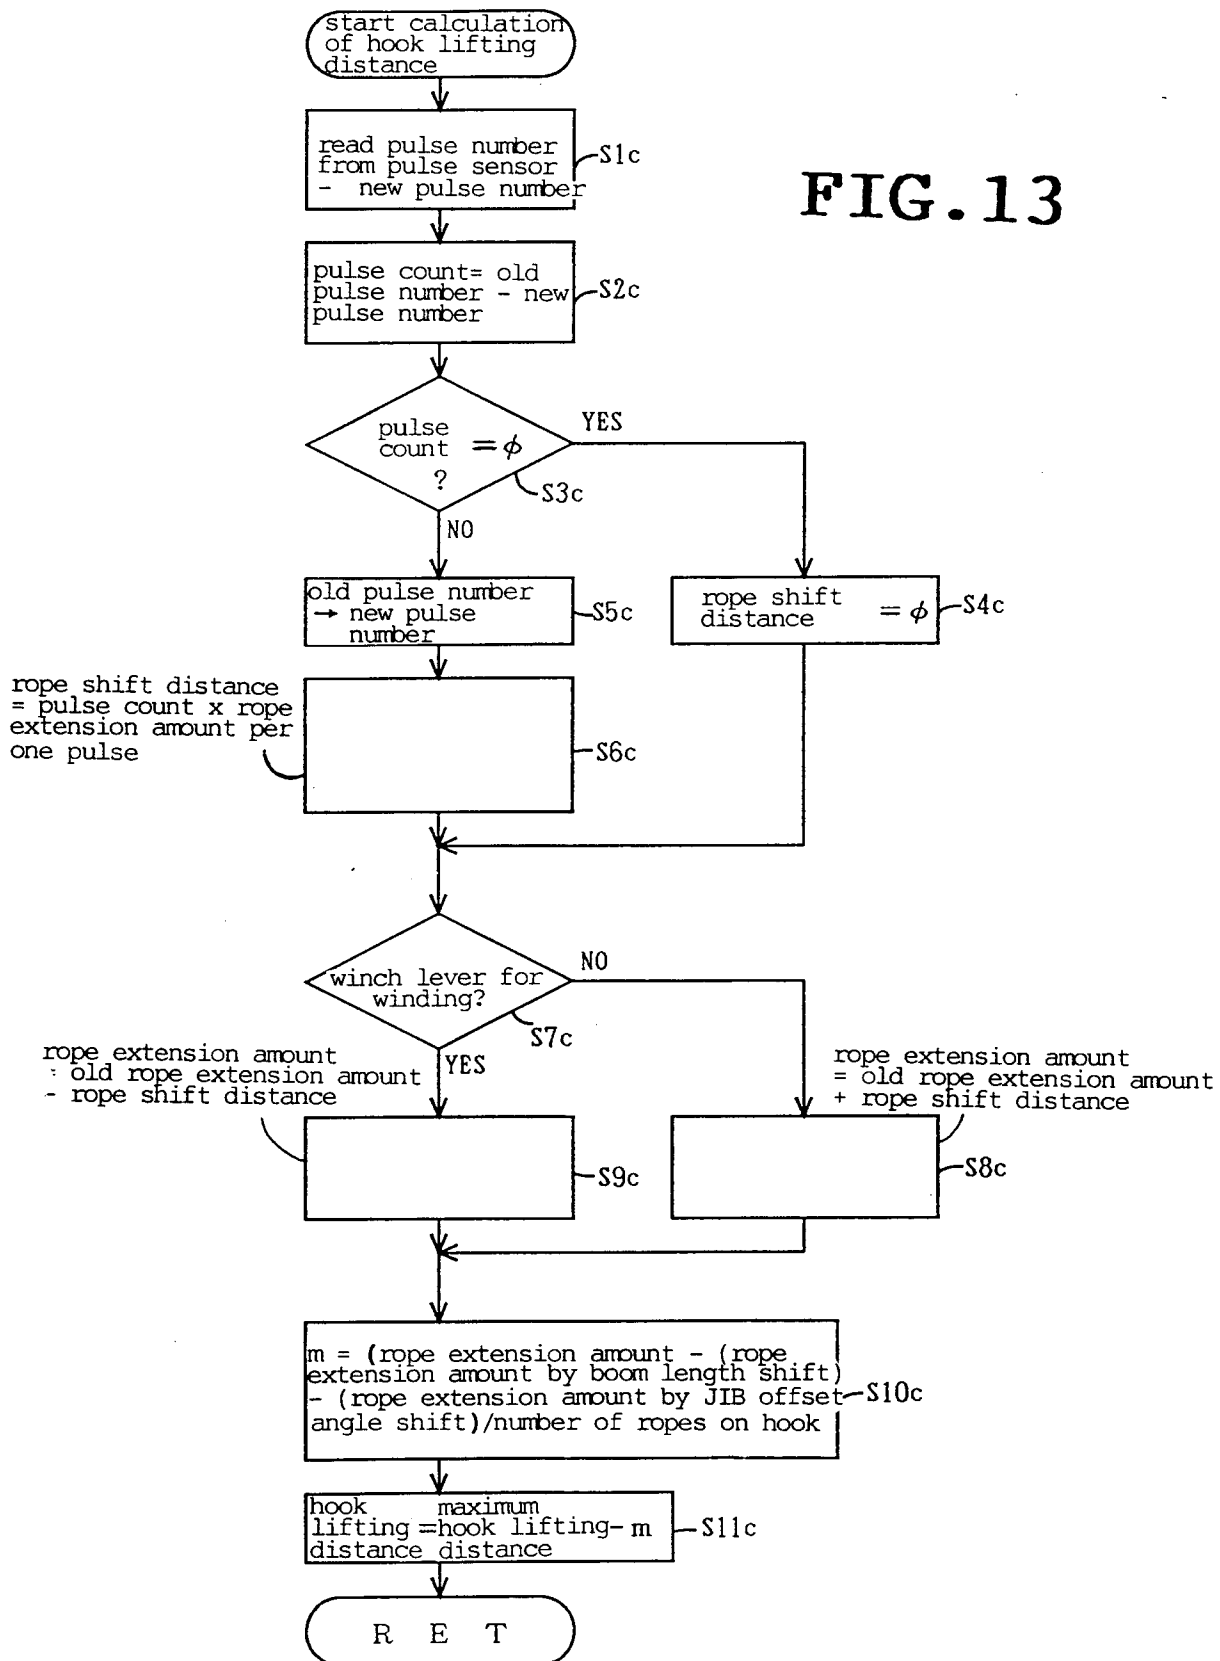 start calculation
of hook lifting
distance
read pulse number
from pulse sensor
- new pulse number
S1c
FIG.13
pulse count= old
pulse number - new
pulse number
S2c
pulse
count = ϕ
?
YES
S3c
NO
old pulse number
→ new pulse
number
S5c
rope shift
distance = ϕ
S4c
rope shift distance
= pulse count x rope
extension amount per
one pulse
S6c
winch lever for
winding?
NO
S7c
YES
rope extension amount
= old rope extension amount
- rope shift distance
S9c
rope extension amount
= old rope extension amount
+ rope shift distance
S8c
m = (rope extension amount - (rope
extension amount by boom length shift)
- (rope extension amount by JIB offset
angle shift)/number of ropes on hook
S10c
hook maximum
lifting =hook lifting- m
distance distance
S11c
R E T